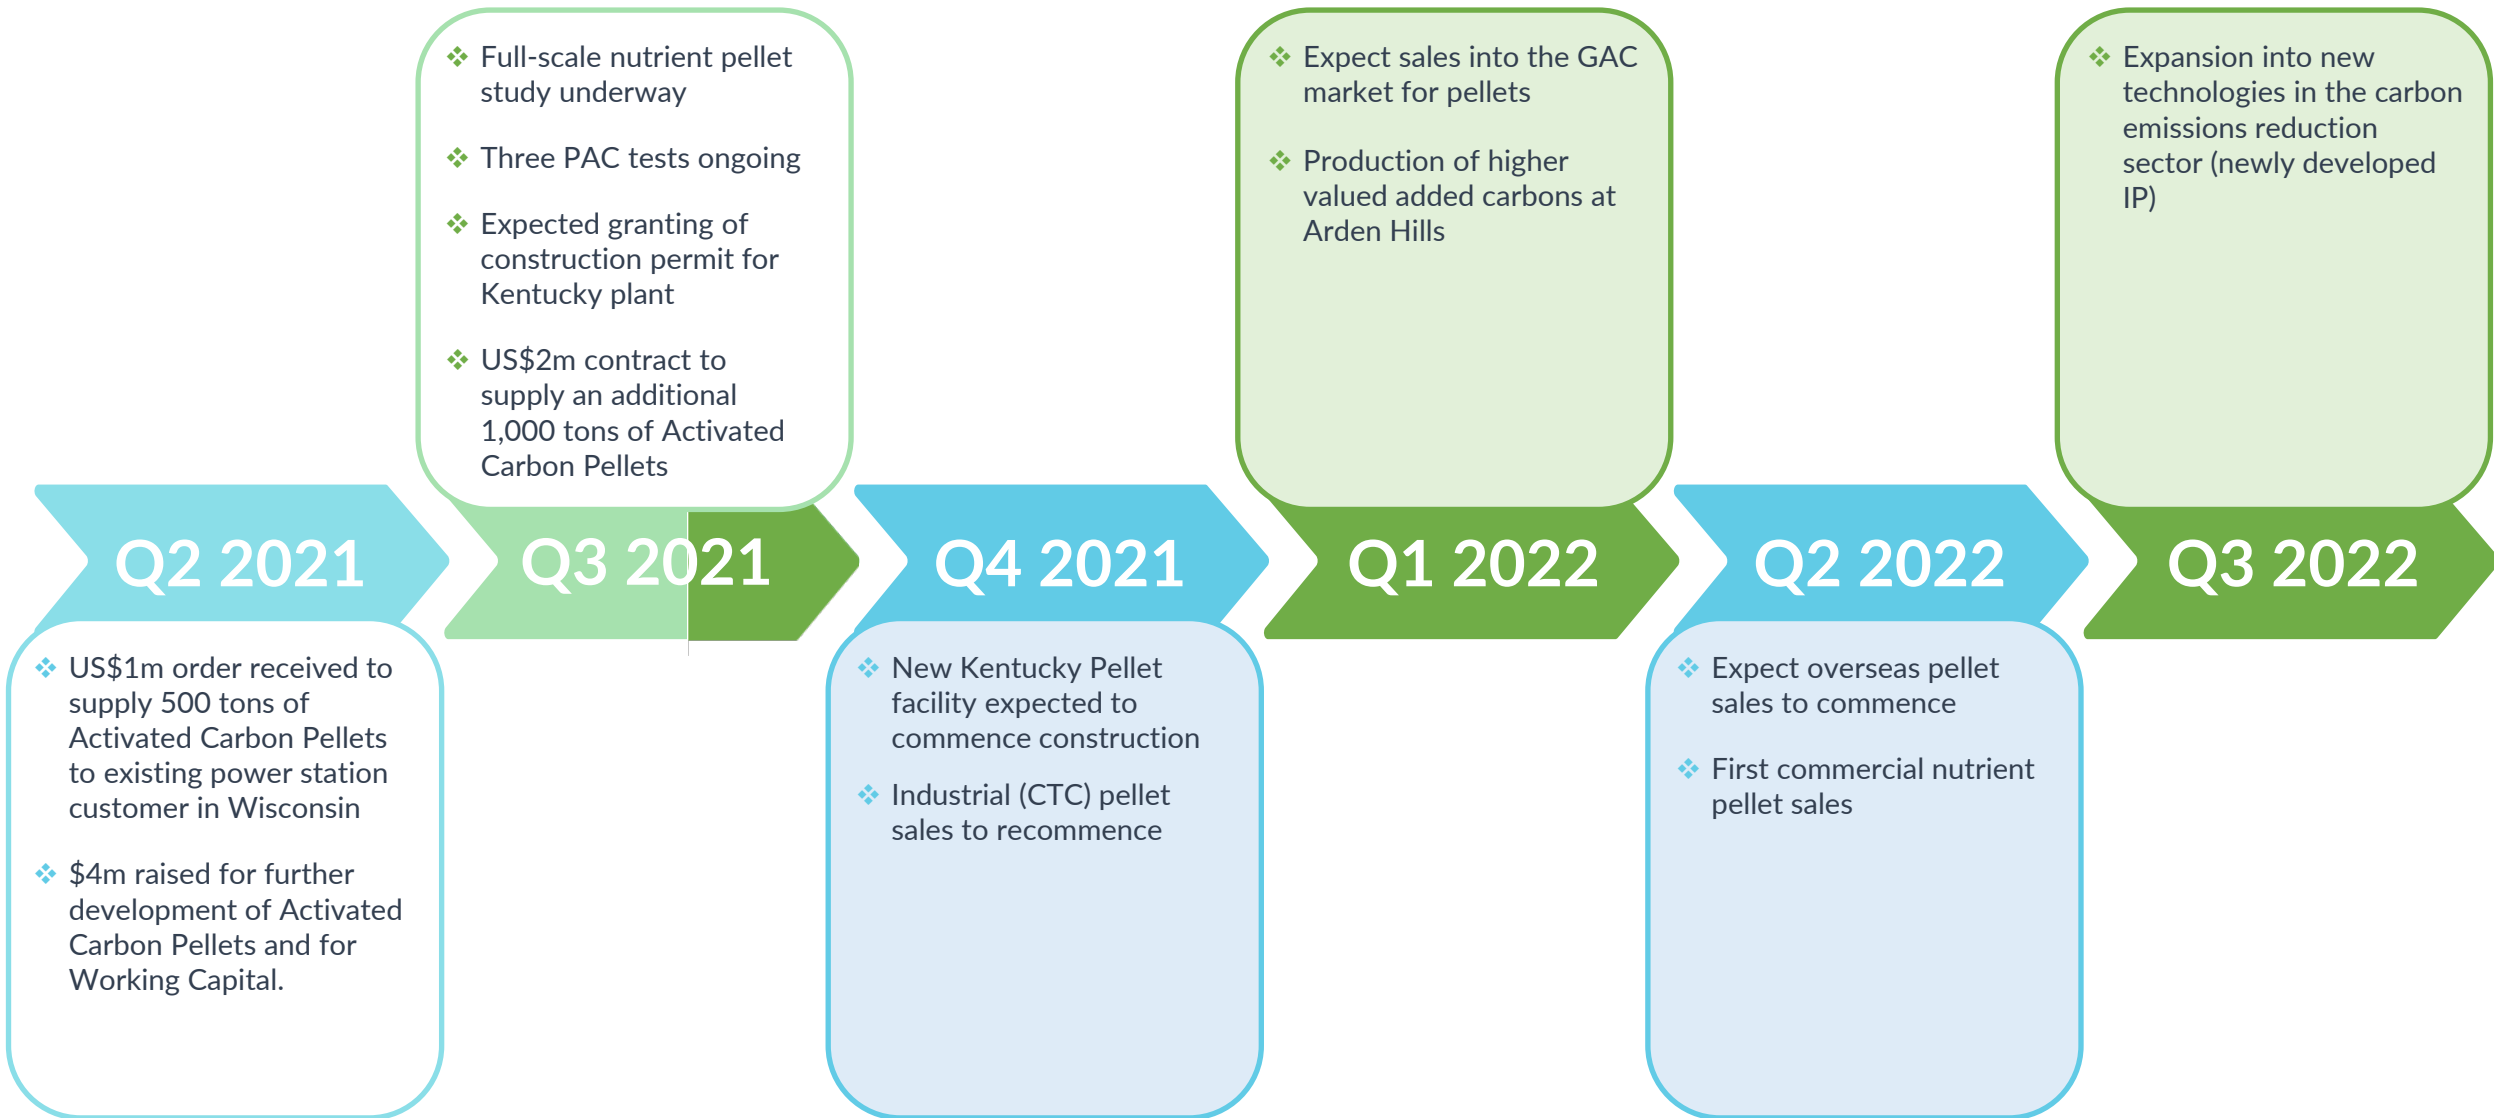 Full-scale nutrient pellet
study underway
Three PAC tests ongoing
Expected granting of
construction permit for
Kentucky plant
US$2m contract to
supply an additional
1,000 tons of Activated
Carbon Pellets
Expect sales into the GAC
market for pellets
Production of higher
valued added carbons at
Arden Hills
Expansion into new
technologies in the carbon
emissions reduction
sector (newly developed
IP)
Q2 2021
Q3 2021
Q4 2021
Q1 2022
Q2 2022
Q3 2022
US$1m order received to
supply 500 tons of
Activated Carbon Pellets
to existing power station
customer in Wisconsin
$4m raised for further
development of Activated
Carbon Pellets and for
Working Capital.
New Kentucky Pellet
facility expected to
commence construction
Industrial (CTC) pellet
sales to recommence
Expect overseas pellet
sales to commence
First commercial nutrient
pellet sales